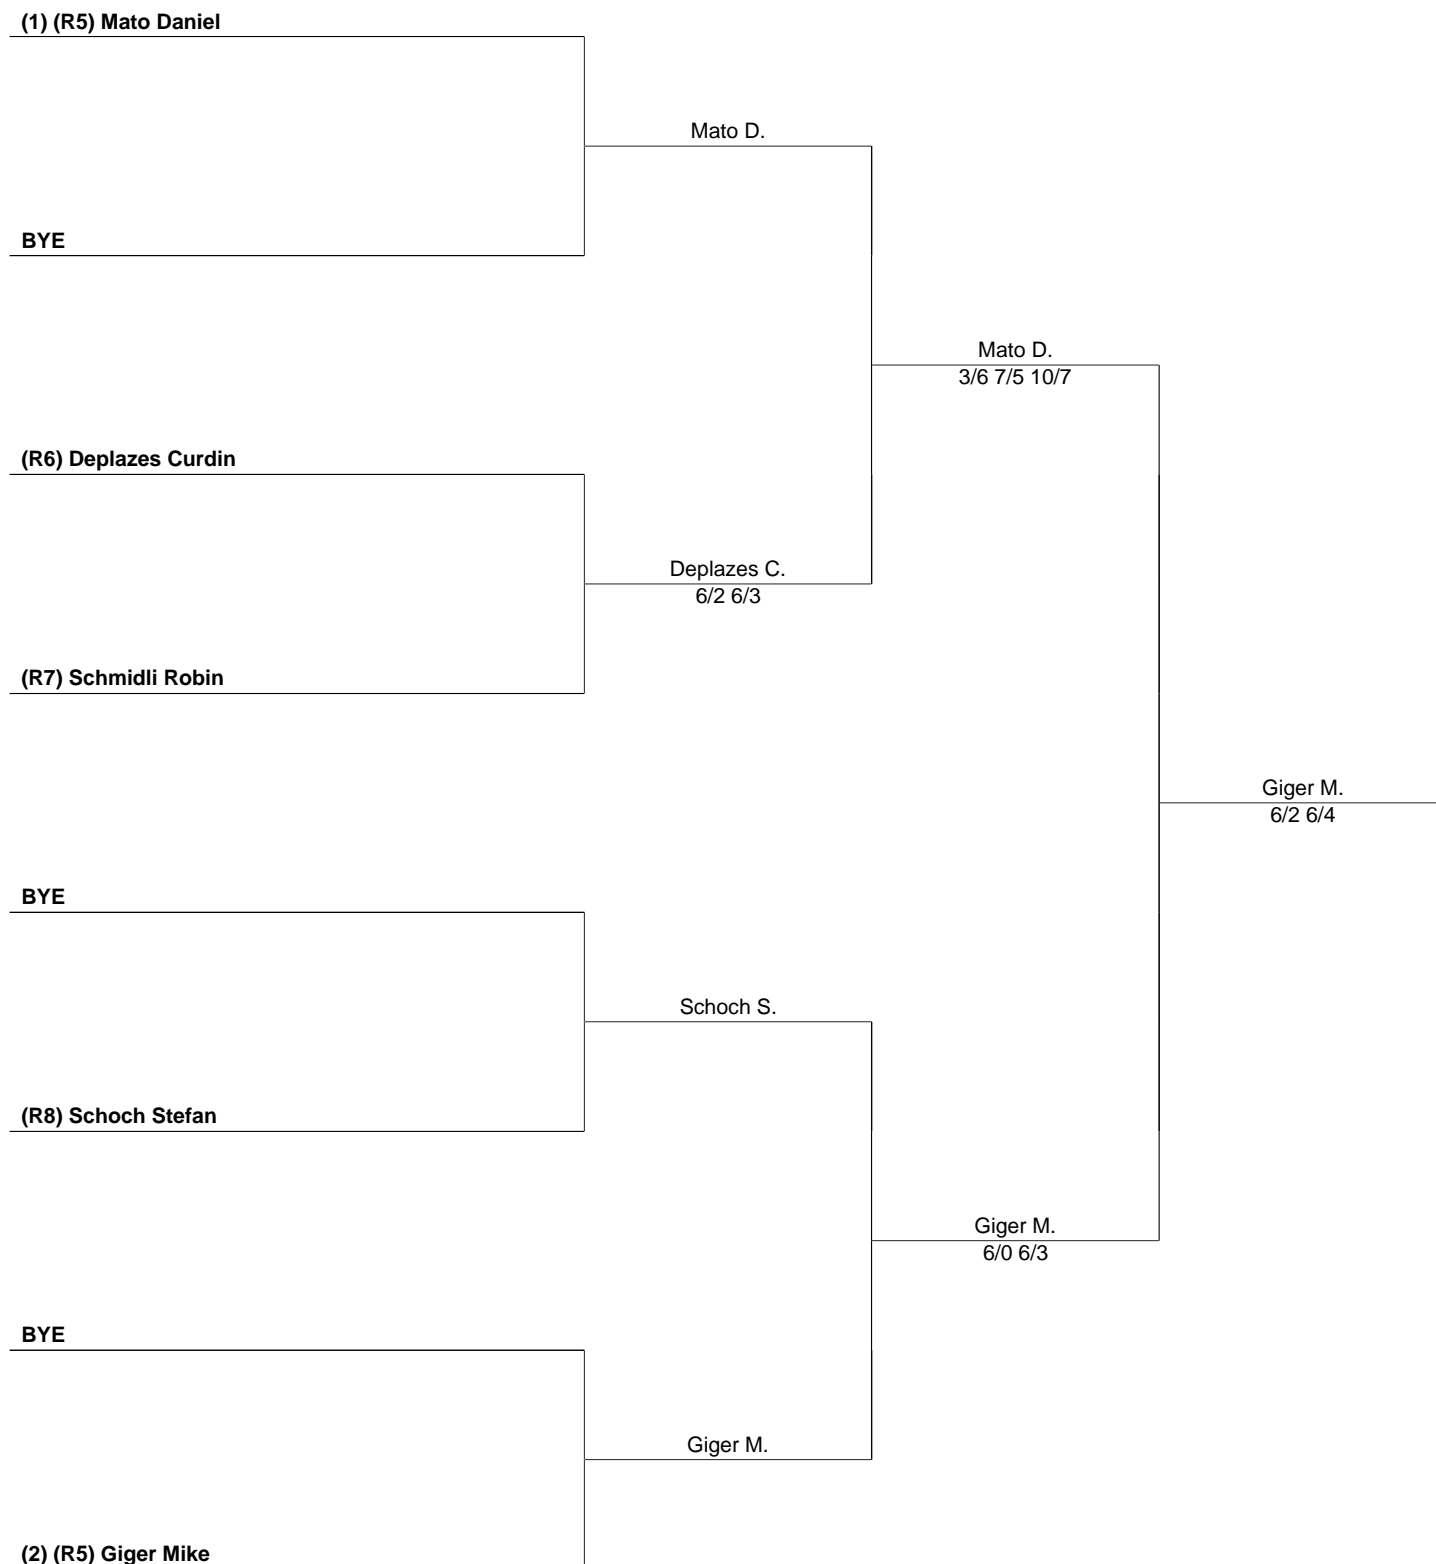 (1) (R5) Mato Daniel
Mato D.
BYE
Mato D.
3/6 7/5 10/7
(R6) Deplazes Curdin
Deplazes C.
6/2 6/3
(R7) Schmidli Robin
Giger M.
6/2 6/4
BYE
Schoch S.
(R8) Schoch Stefan
Giger M.
6/0 6/3
BYE
Giger M.
(2) (R5) Giger Mike